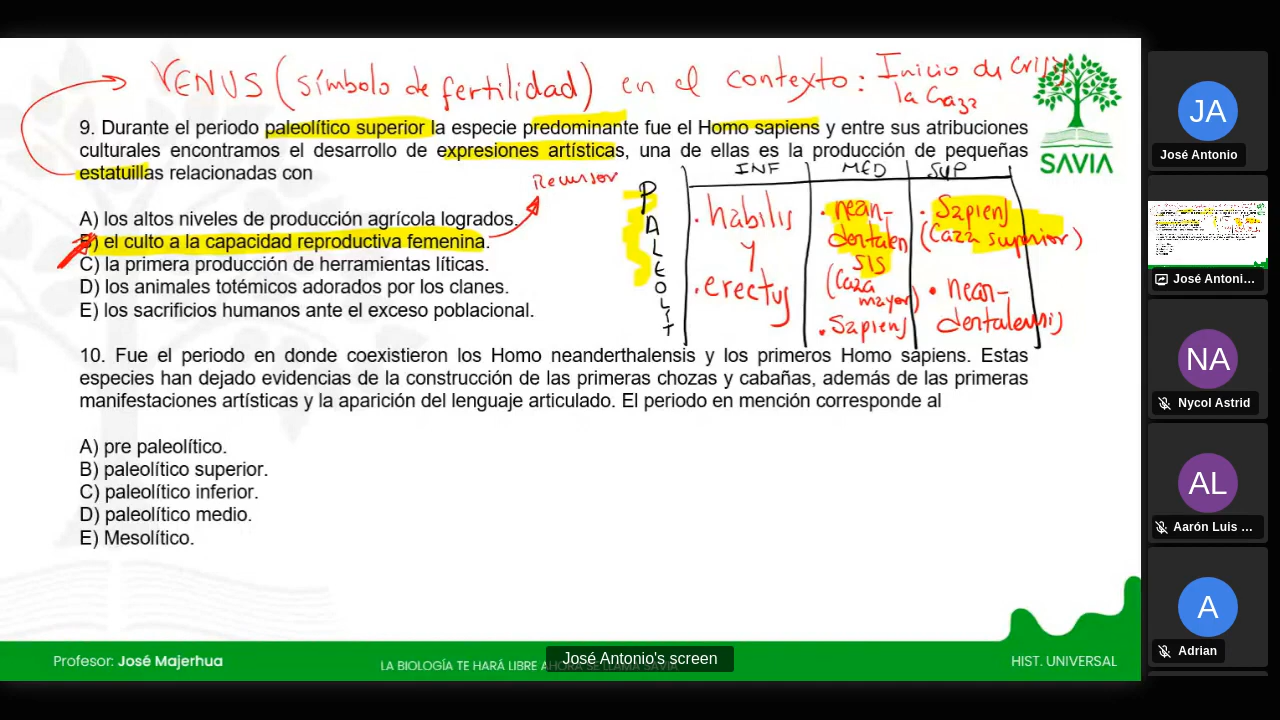 VENUS (símbolo de fertilidad) en el contexto: Inicio de crisis
la caza
SAVIA
9. Durante el periodo paleolítico superior la especie predominante fue el Homo sapiens y entre sus atribuciones
culturales encontramos el desarrollo de expresiones artísticas, una de ellas es la producción de pequeñas
estatuillas relacionadas con
Recursos
A) los altos niveles de producción agrícola logrados.
B) el culto a la capacidad reproductiva femenina.
C) la primera producción de herramientas líticas.
D) los animales totémicos adorados por los clanes.
E) los sacrificios humanos ante el exceso poblacional.
PALEOLIT
INF
MED
SUP
· habilis
y
· erectus
· nean-
dentalen
sis
(Caza
mayor)
· Sapiens
· Sapiens
(Caza superior)
· nean-
dentalensis
10. Fue el periodo en donde coexistieron los Homo neanderthalensis y los primeros Homo sapiens. Estas
especies han dejado evidencias de la construcción de las primeras chozas y cabañas, además de las primeras
manifestaciones artísticas y la aparición del lenguaje articulado. El periodo en mención corresponde al
A) pre paleolítico.
B) paleolítico superior.
C) paleolítico inferior.
D) paleolítico medio.
E) Mesolítico.
Profesor: José Majerhua
LA BIOLOGÍA TE HARÁ LIBRE AHORA SE LLAMA SAVIA
José Antonio's screen
HIST. UNIVERSAL
JA
José Antonio
José Antoni...
NA
Nycol Astrid
AL
Aarón Luis ...
A
Adrian